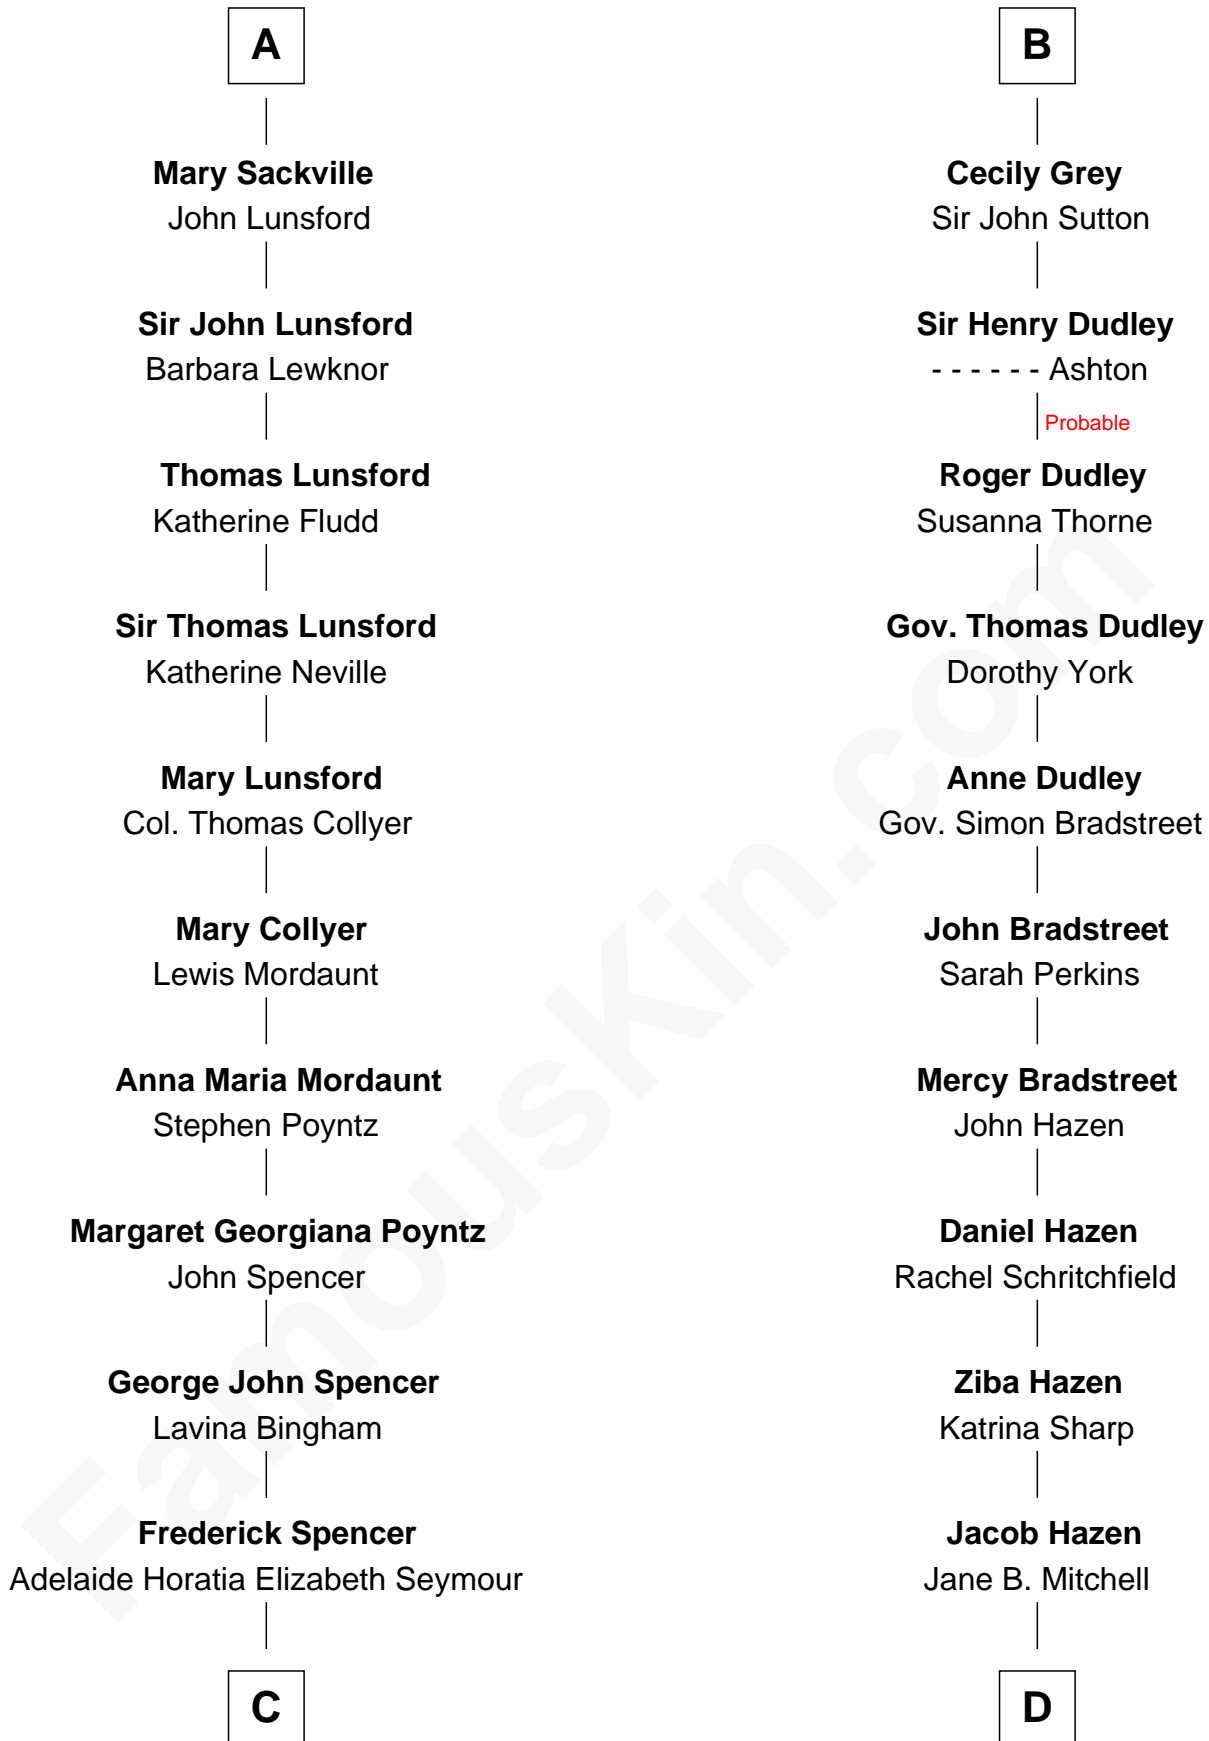 A
Mary Sackville
John Lunsford
Sir John Lunsford
Barbara Lewknor
Thomas Lunsford
Katherine Fludd
Sir Thomas Lunsford
Katherine Neville
Mary Lunsford
Col. Thomas Collyer
Mary Collyer
Lewis Mordaunt
Anna Maria Mordaunt
Stephen Poyntz
Margaret Georgiana Poyntz
John Spencer
George John Spencer
Lavina Bingham
Frederick Spencer
Adelaide Horatia Elizabeth Seymour
C
B
Cecily Grey
Sir John Sutton
Sir Henry Dudley
- - - - - - Ashton
Probable
Roger Dudley
Susanna Thorne
Gov. Thomas Dudley
Dorothy York
Anne Dudley
Gov. Simon Bradstreet
John Bradstreet
Sarah Perkins
Mercy Bradstreet
John Hazen
Daniel Hazen
Rachel Schritchfield
Ziba Hazen
Katrina Sharp
Jacob Hazen
Jane B. Mitchell
D
FamousKin.com